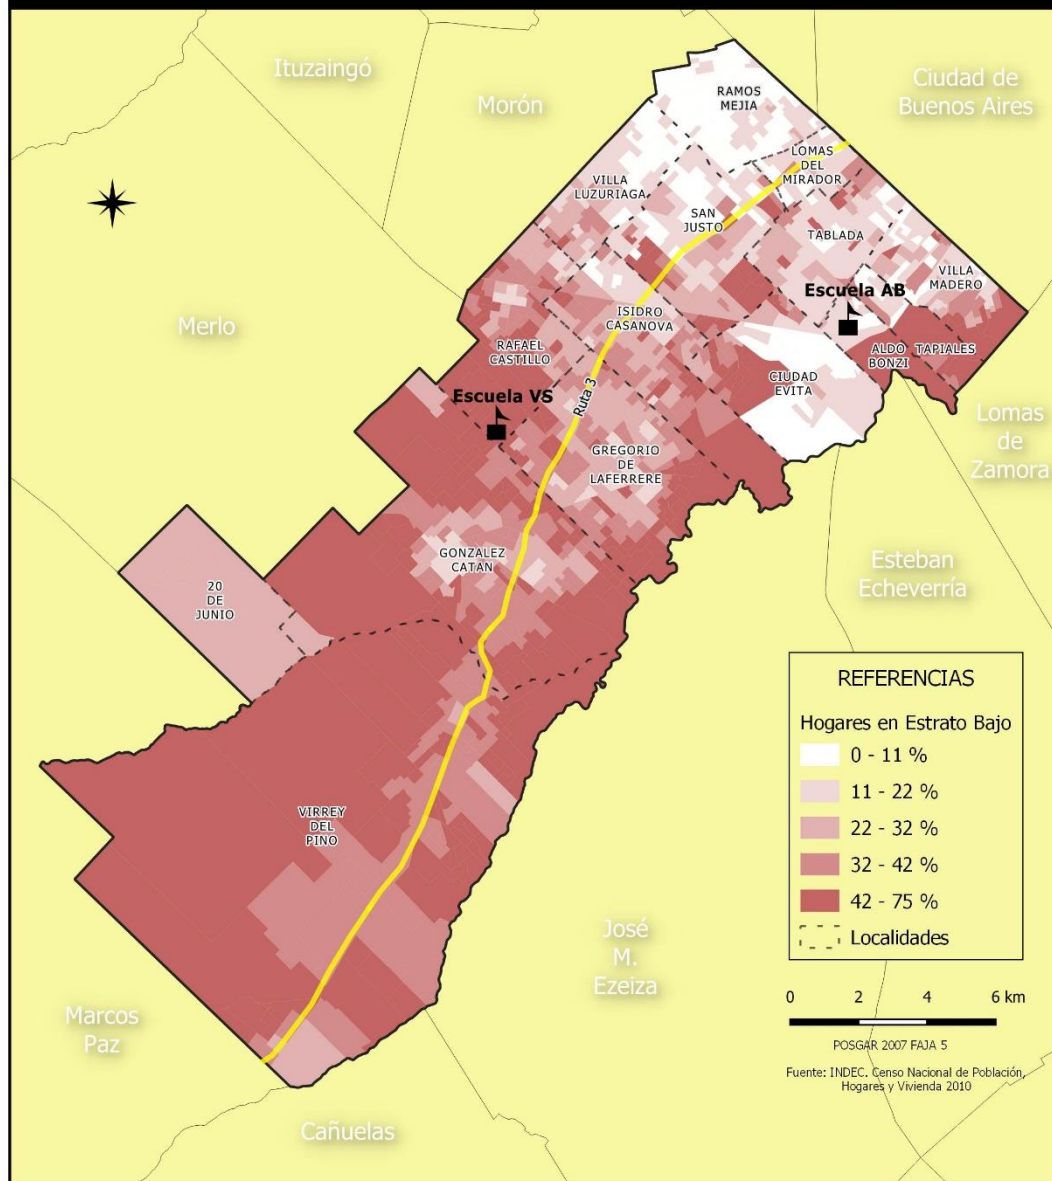 Ituzaingó
Morón
Ciudad de
Buenos Aires
RAMOS
MEJIA
LOMAS
DEL
MIRADOR
VILLA
LUZURIAGA
SAN
JUSTO
TABLADA
VILLA
MADERO
Escuela AB
Merlo
ISIDRO
CASANOVA
RAFAEL
CASTILLO
ALDO
BONZI
TAPIALES
CIUDAD
EVITA
Escuela VS
Ruta 3
Lomas
de
Zamora
GREGORIO
DE
LAFERRERE
GONZALEZ
CATÁN
Esteban
Echeverría
20
DE
JUNIO
REFERENCIAS
Hogares en Estrato Bajo
0 - 11 %
11 - 22 %
22 - 32 %
32 - 42 %
42 - 75 %
Localidades
VIRREY
DEL
PINO
José
M.
Ezeiza
0 2 4 6 km
Marcos
Paz
POSGAR 2007 FAJA 5
Fuente: INDEC. Censo Nacional de Población,
Hogares y Vivienda 2010
Cañuelas